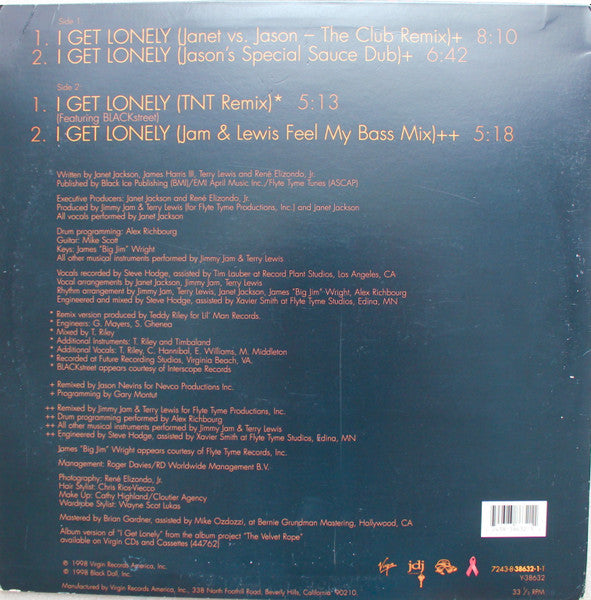 Side 1:
1. I GET LONELY (Janet vs. Jason – The Club Remix)+ 8:10
2. I GET LONELY (Jason's Special Sauce Dub)+ 6:42
Side 2:
1. I GET LONELY (TNT Remix)* 5:13
(Featuring BLACKstreet)
2. I GET LONELY (Jam & Lewis Feel My Bass Mix)++ 5:18
Written by Janet Jackson, James Harris III, Terry Lewis and René Elizondo, Jr.
Published by Black Ice Publishing (BMI)/EMI April Music Inc./Flyte Tyme Tunes (ASCAP)
Executive Producers: Janet Jackson and René Elizondo, Jr.
Produced by Jimmy Jam & Terry Lewis (for Flyte Tyme Productions, Inc.) and Janet Jackson
All vocals performed by Janet Jackson
Drum programming: Alex Richbourg
Guitar: Mike Scott
Keys: James "Big Jim" Wright
All other musical instruments performed by Jimmy Jam & Terry Lewis
Vocals recorded by Steve Hodge, assisted by Tim Lauber at Record Plant Studios, Los Angeles, CA
Vocal arrangements by Janet Jackson, Jimmy Jam, Terry Lewis
Rhythm arrangement by Jimmy Jam, Terry Lewis, Janet Jackson, James "Big Jim" Wright, Alex Richbourg
Engineered and mixed by Steve Hodge, assisted by Xavier Smith at Flyte Tyme Studios, Edina, MN
* Remix version produced by Teddy Riley for Lil' Man Records.
* Engineers: G. Mayers, S. Ghenea
* Mixed by T. Riley
* Additional Instruments: T. Riley and Timbaland
* Additional Vocals: T. Riley, C. Hannibal, E. Williams, M. Middleton
* Recorded at Future Recording Studios, Virginia Beach, VA.
* BLACKstreet appears courtesy of Interscope Records
+ Remixed by Jason Nevins for Nevco Productions Inc.
+ Programming by Gary Montut
++ Remixed by Jimmy Jam & Terry Lewis for Flyte Tyme Productions, Inc.
++ Drum programming performed by Alex Richbourg
++ All other musical instruments performed by Jimmy Jam & Terry Lewis
++ Engineered by Steve Hodge, assisted by Xavier Smith at Flyte Tyme Studios, Edina, MN
James "Big Jim" Wright appears courtesy of Flyte Tyme Records, Inc.
Management: Roger Davies/RD Worldwide Management B.V.
Photography: René Elizondo, Jr.
Hair Stylist: Chris Rios-Viecco
Make Up: Cathy Highland/Cloutier Agency
Wardrobe Stylist: Wayne Scot Lukas
Mastered by Brian Gardner, assisted by Mike Ozdozzi, at Bernie Grundman Mastering, Hollywood, CA
Album version of "I Get Lonely" from the album project "The Velvet Rope"
available on Virgin CDs and Cassettes (44762)
℗ 1998 Virgin Records America, Inc.
© 1998 Black Doll, Inc.
Manufactured by Virgin Records America, Inc., 338 North Foothill Road, Beverly Hills, California 90210.
Virgin
jdj
7243-8-38632-1-1
Y-38632
33 ⅓ RPM